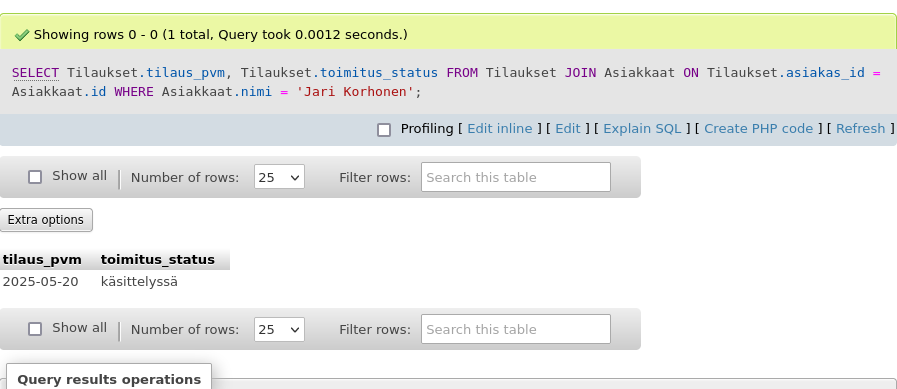 Showing rows 0 - 0 (1 total, Query took 0.0012 seconds.)
SELECT Tilaukset.tilaus_pvm, Tilaukset.toimitus_status FROM Tilaukset JOIN Asiakkaat ON Tilaukset.asiakas_id =
Asiakkaat.id WHERE Asiakkaat.nimi = 'Jari Korhonen';
Profiling [ Edit inline ] [ Edit ] [ Explain SQL ] [ Create PHP code ] [ Refresh ]
Show all | Number of rows: 25 Filter rows: Search this table
Extra options
tilaus_pvm toimitus_status
2025-05-20 käsittelyssä
Show all | Number of rows: 25 Filter rows: Search this table
Query results operations